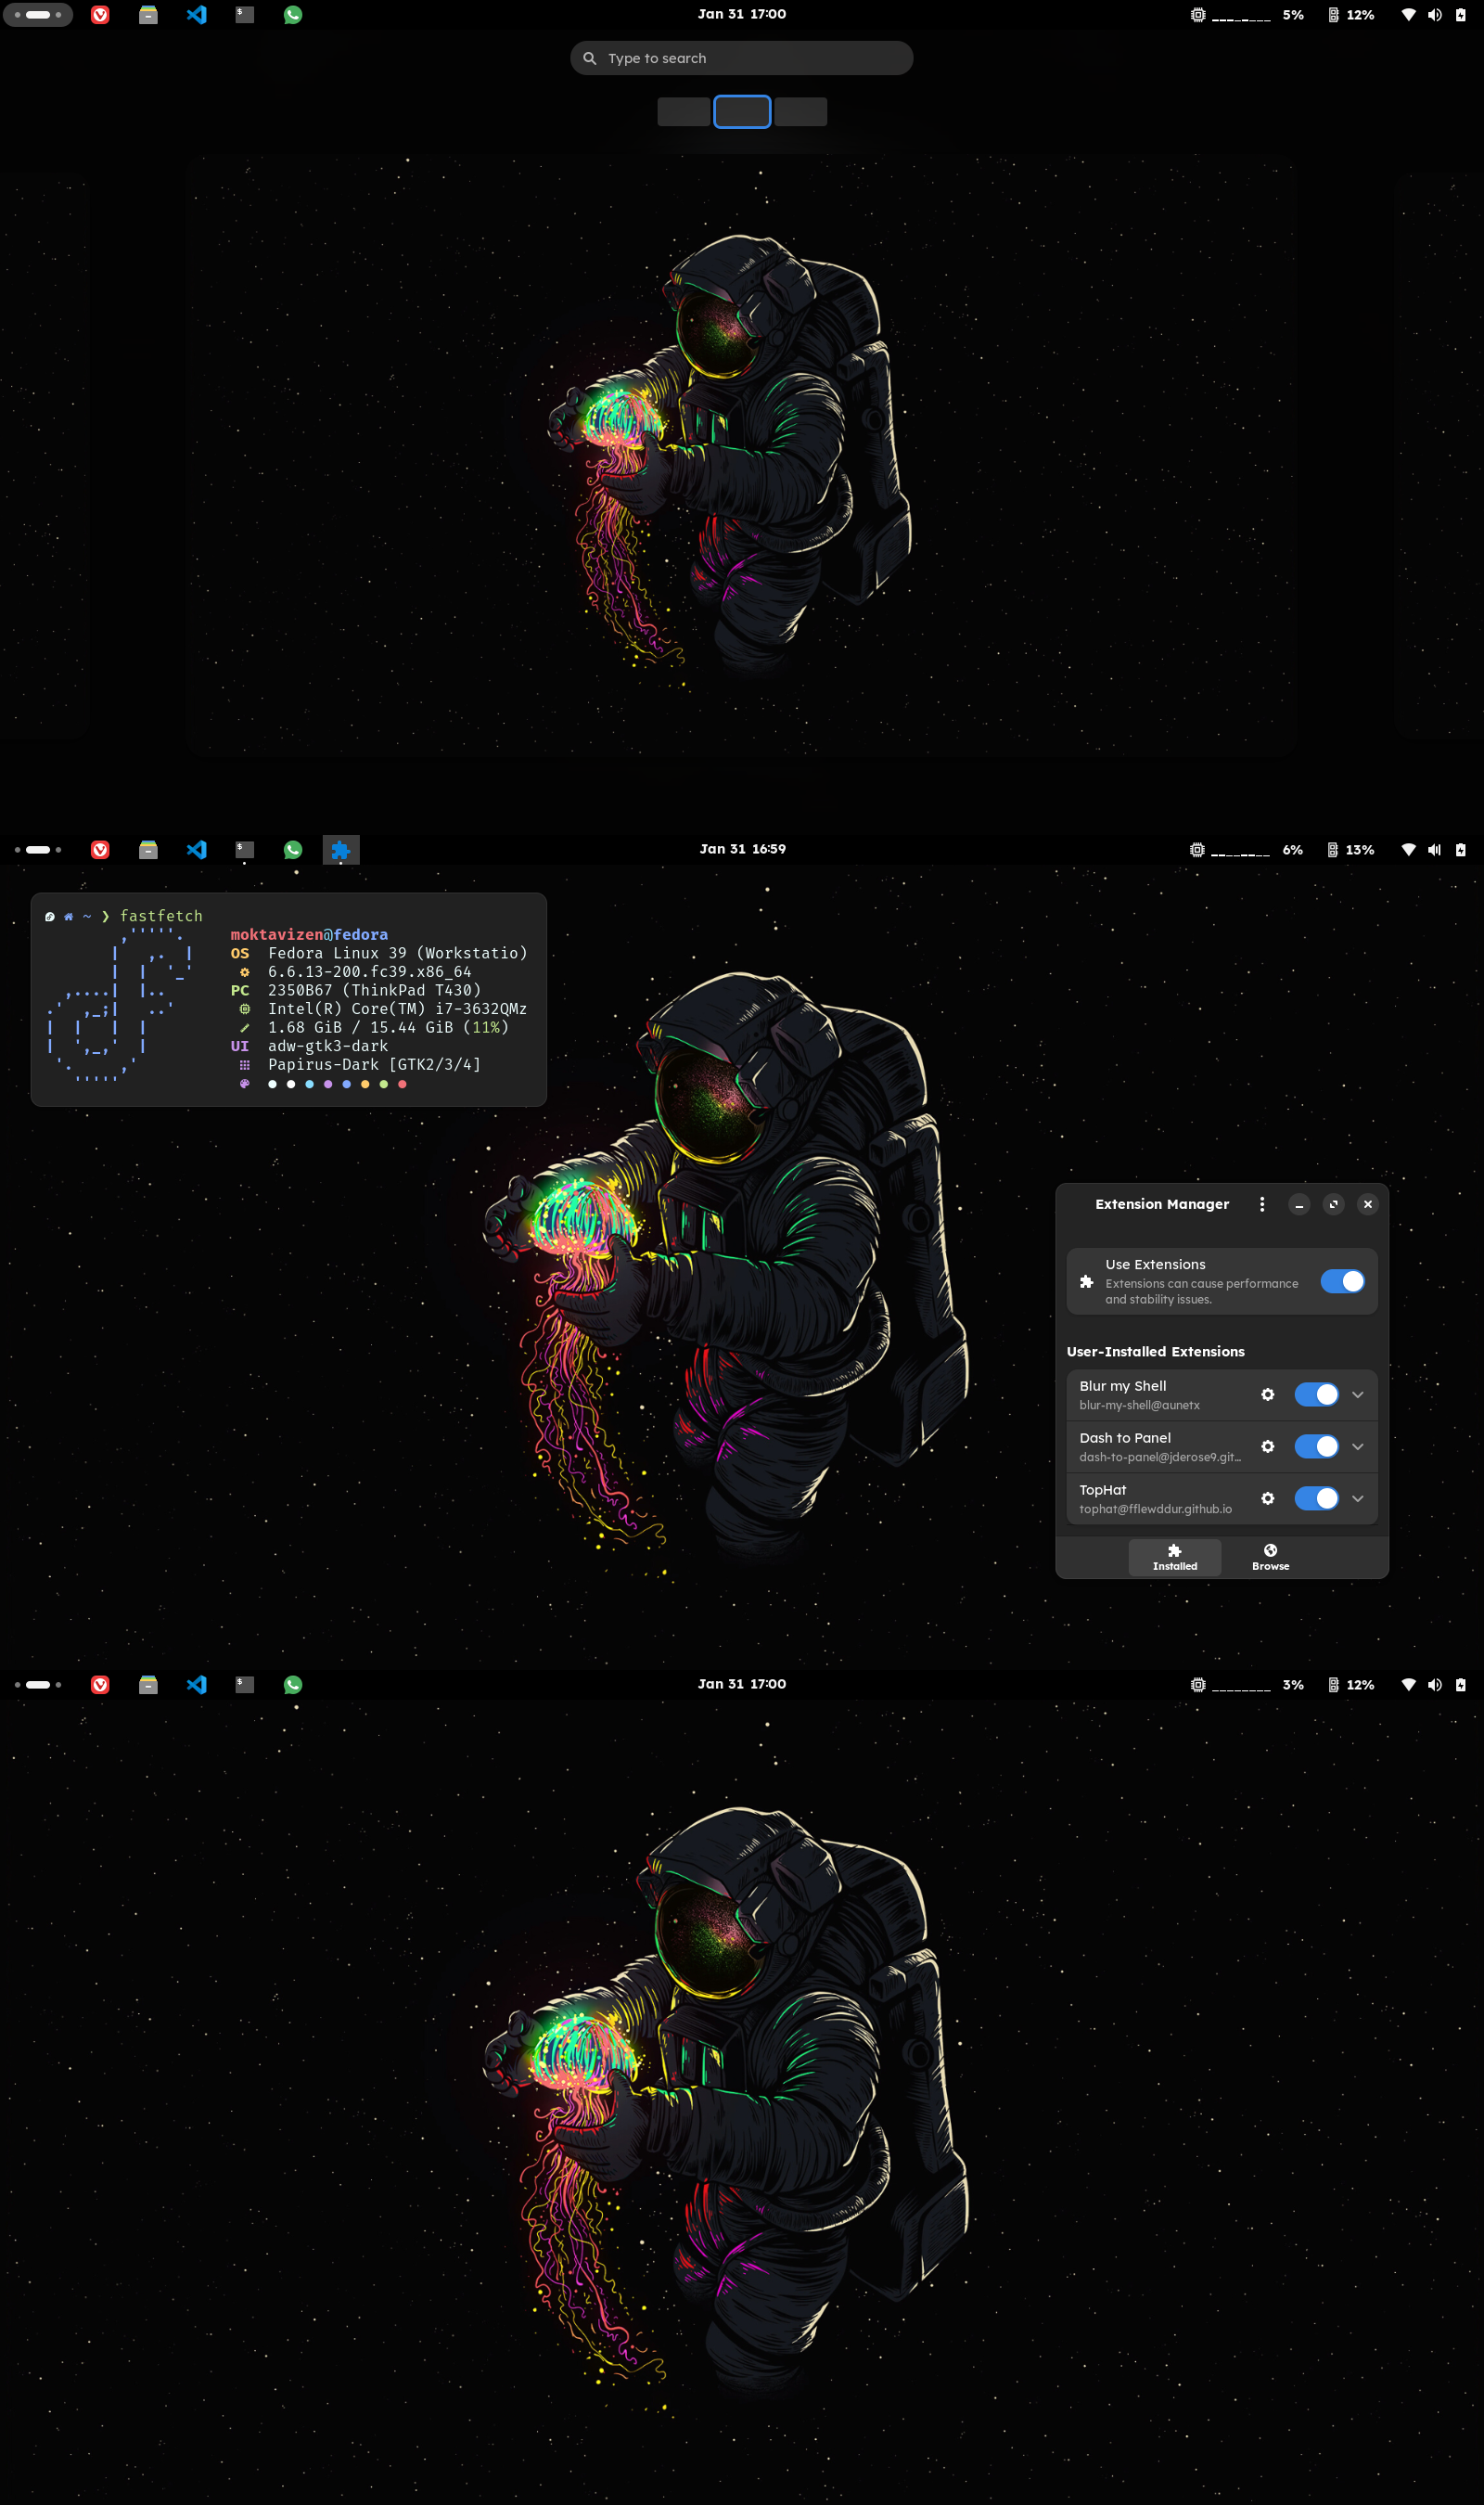 Jan 31 17:00
5%
12%
Type to search
Jan 31 16:59
6%
13%
~ ❯ fastfetch
moktavizen@fedora
OS Fedora Linux 39 (Workstatio)
6.6.13-200.fc39.x86_64
PC 2350B67 (ThinkPad T430)
Intel(R) Core(TM) i7-3632QMz
1.68 GiB / 15.44 GiB (11%)
UI adw-gtk3-dark
Papirus-Dark [GTK2/3/4]
Extension Manager
Use Extensions
Extensions can cause performance
and stability issues.
User-Installed Extensions
Blur my Shell
blur-my-shell@aunetx
Dash to Panel
dash-to-panel@jderose9.git…
TopHat
tophat@fflewddur.github.io
Installed
Browse
Jan 31 17:00
3%
12%